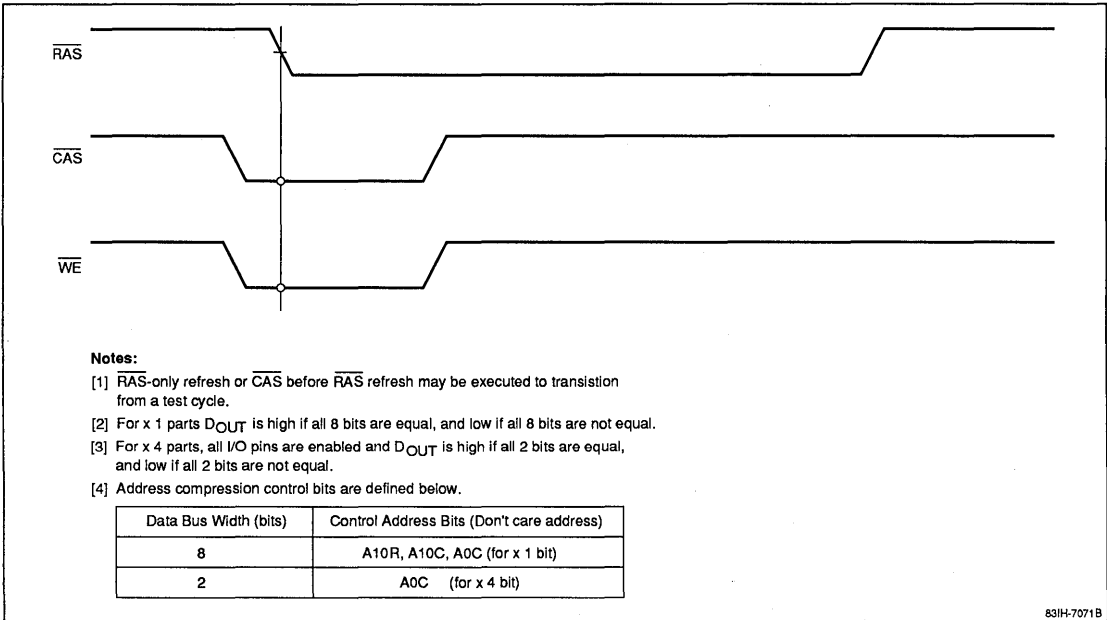 RAS
CAS
WE
Notes:
[1] RAS-only refresh or CAS before RAS refresh may be executed to transistion
from a test cycle.
[2] For x 1 parts DOUT is high if all 8 bits are equal, and low if all 8 bits are not equal.
[3] For x 4 parts, all I/O pins are enabled and DOUT is high if all 2 bits are equal,
and low if all 2 bits are not equal.
[4] Address compression control bits are defined below.
Data Bus Width (bits) Control Address Bits (Don't care address)
8 A10R, A10C, A0C (for x 1 bit)
2 A0C (for x 4 bit)
83IH-7071B